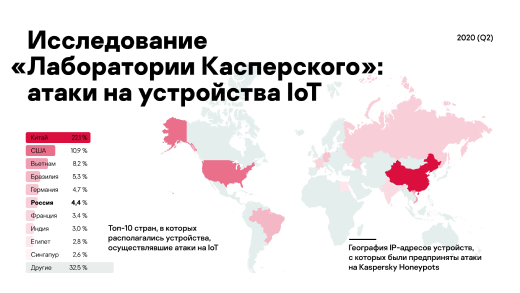 Исследование
«Лаборатории Касперского»:
атаки на устройства IoT
2020 (Q2)
Китай
США 10,9 %
Вьетнам 8,2 %
Бразилия 5,3 %
Германия 4,7 %
Россия 4,4 %
Франция 3.4 %
Индия 3.0 %
Египет 2.8 %
Сингапур 2.6 %
Другие 32,5 %
Топ-10 стран, в которых
располагались устройства,
осуществлявшие атаки на IoT
География IP-адресов устройств,
с которых были предприняты атаки
на Kaspersky Honeypots